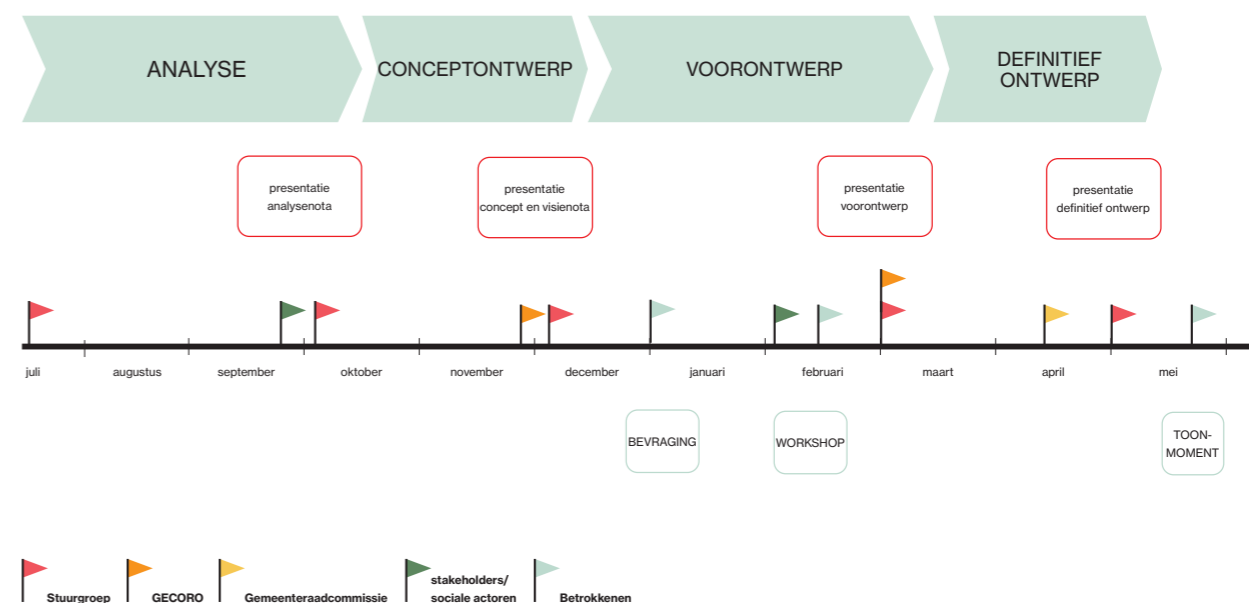 ANALYSE
CONCEPTONTWERP
VOORONTWERP
DEFINITIEF
ONTWERP
presentatie
analysenota
presentatie
concept en visienota
presentatie
voorontwerp
presentatie
definitief ontwerp
juli
augustus
september
oktober
november
december
januari
februari
maart
april
mei
BEVRAGING
WORKSHOP
TOON-
MOMENT
Stuurgroep
GECORO
Gemeenteraadcommissie
stakeholders/
sociale actoren
Betrokkenen